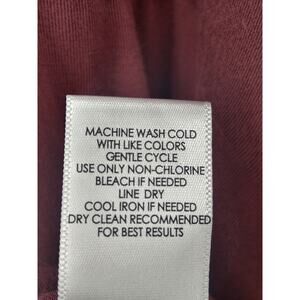 MACHINE WASH COLD
WITH LIKE COLORS
GENTLE CYCLE
USE ONLY NON-CHLORINE
BLEACH IF NEEDED
LINE DRY
COOL IRON IF NEEDED
DRY CLEAN RECOMMENDED
FOR BEST RESULTS